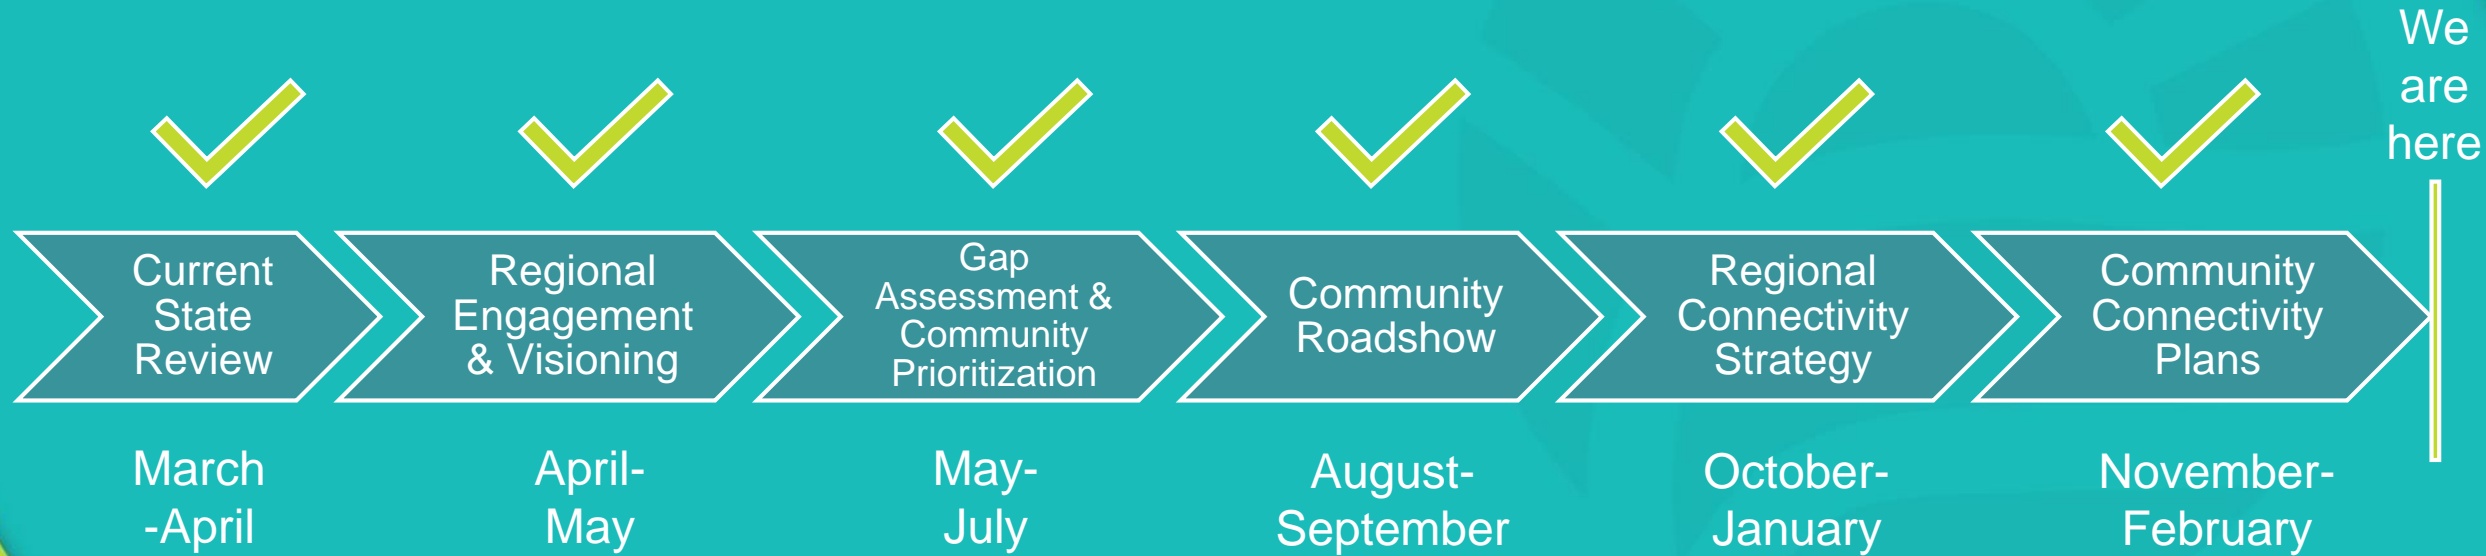 We
are
here
Current
State
Review
Regional
Engagement
& Visioning
Gap
Assessment &
Community
Prioritization
Community
Roadshow
Regional
Connectivity
Strategy
Community
Connectivity
Plans
March
-April
April-
May
May-
July
August-
September
October-
January
November-
February